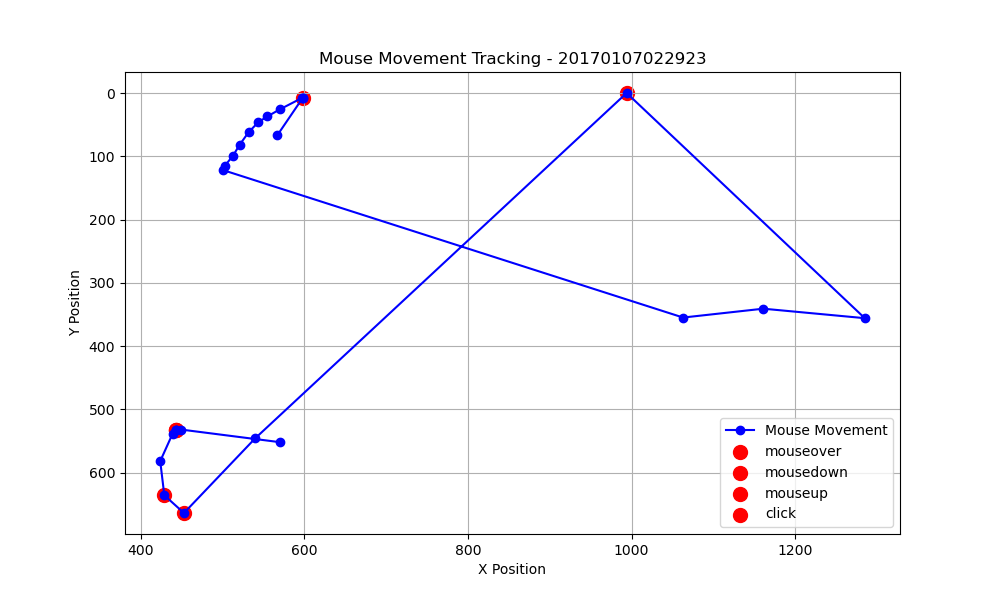 Mouse Movement Tracking - 20170107022923
0
100
200
300
400
500
600
Y Position
400
600
800
1000
1200
X Position
Mouse Movement
mouseover
mousedown
mouseup
click